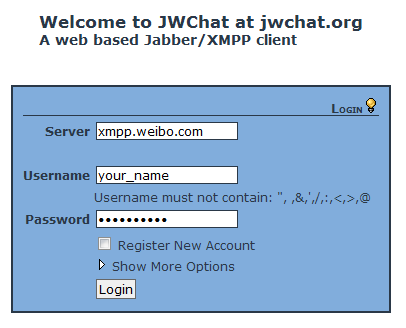 Welcome to JWChat at jwchat.org
A web based Jabber/XMPP client
Login
Server xmpp.weibo.com
Username your_name
Username must not contain: ", ,&,',/,:,<,>,@
Password ••••••••••
Register New Account
Show More Options
Login